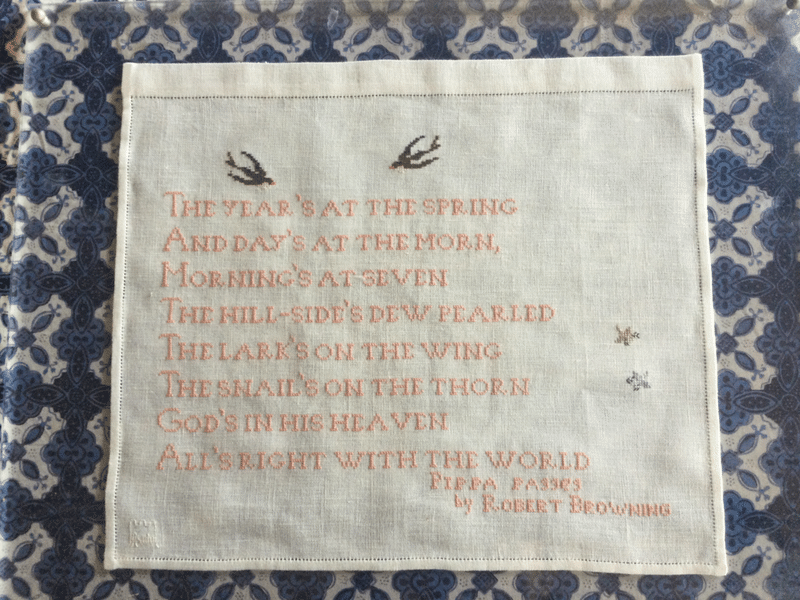 THE YEAR'S AT THE SPRING
AND DAY'S AT THE MORN,
MORNING'S AT SEVEN
THE HILL-SIDE'S DEW PEARLED
THE LARK'S ON THE WING
THE SNAIL'S ON THE THORN
GOD'S IN HIS HEAVEN
ALL'S RIGHT WITH THE WORLD
PIPPA PASSES
by ROBERT BROWNING